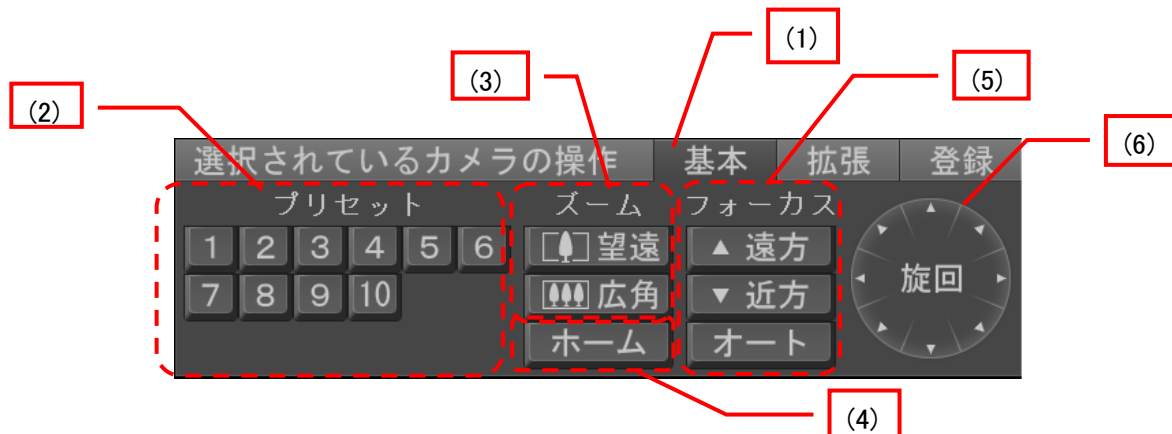 (1)
(3)
(5)
(2)
(6)
選択されているカメラの操作 基本 拡張 登録
プリセット ズーム フォーカス
1 2 3 4 5 6 望遠 ▲ 遠方
旋回
7 8 9 10 広角 ▼ 近方
ホーム オート
(4)